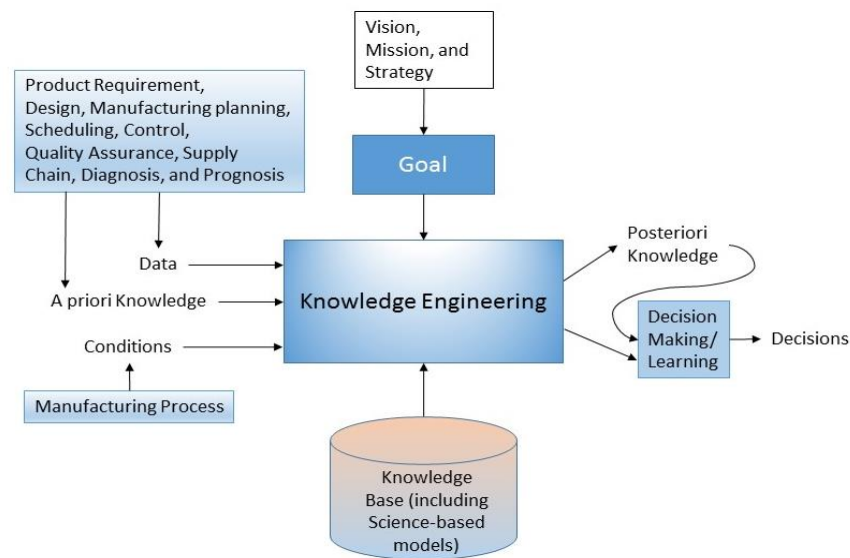 Vision,
Mission, and
Strategy
Product Requirement,
Design, Manufacturing planning,
Scheduling, Control,
Quality Assurance, Supply
Chain, Diagnosis, and Prognosis
Goal
Data
A priori Knowledge
Conditions
Manufacturing Process
Knowledge Engineering
Posteriori
Knowledge
Decision
Making/
Learning
Decisions
Knowledge
Base (including
Science-based
models)